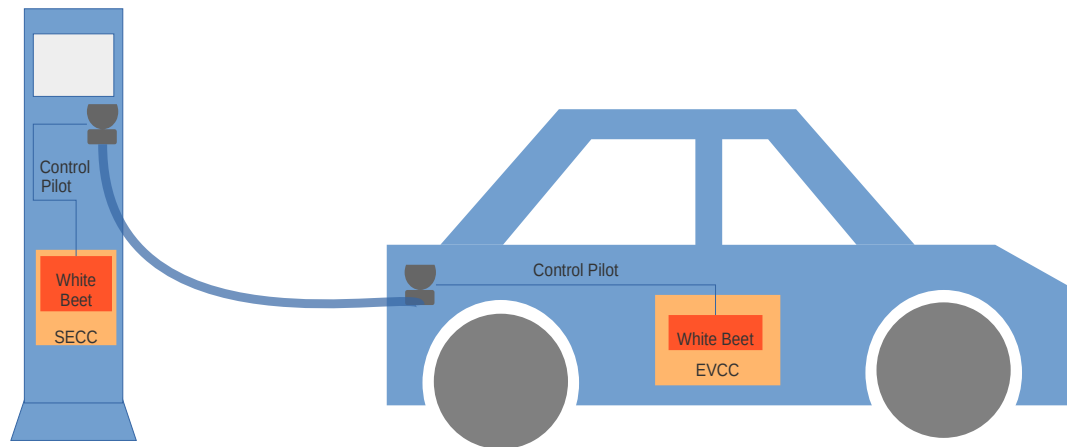 Control
Pilot
White
Beet
SECC
Control Pilot
White Beet
EVCC